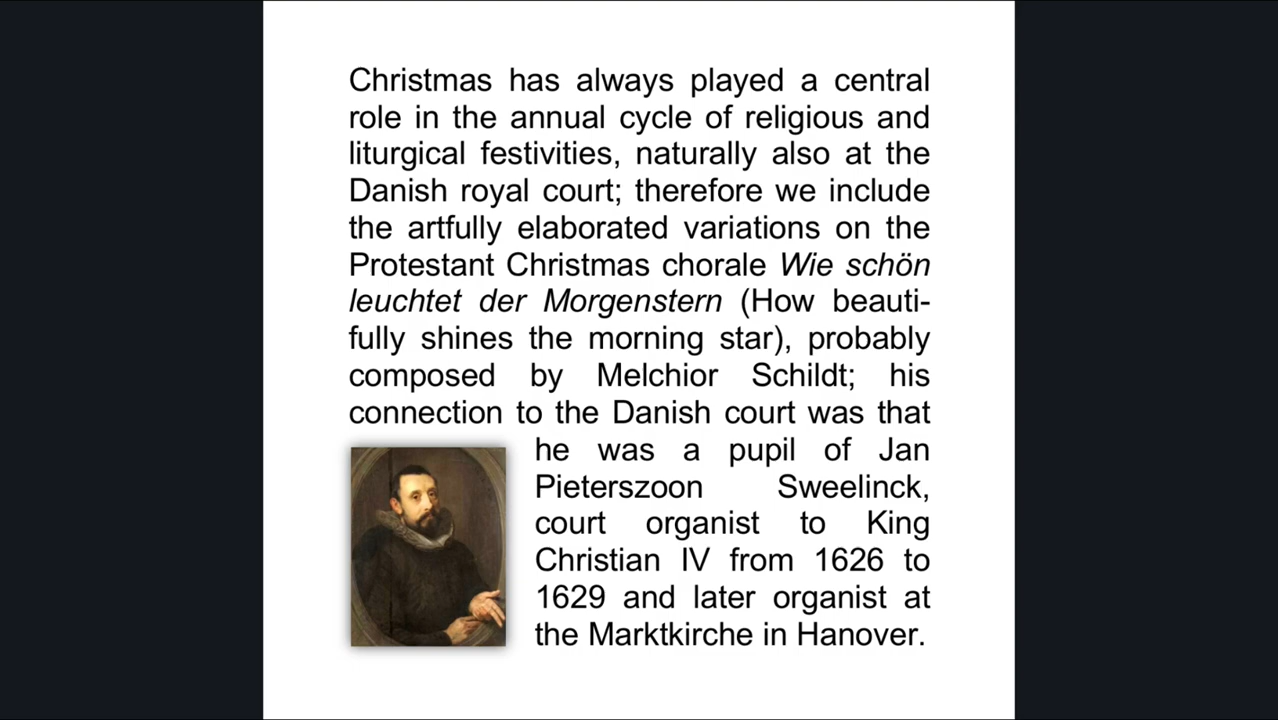 Christmas has always played a central
role in the annual cycle of religious and
liturgical festivities, naturally also at the
Danish royal court; therefore we include
the artfully elaborated variations on the
Protestant Christmas chorale Wie schön
leuchtet der Morgenstern (How beauti-
fully shines the morning star), probably
composed by Melchior Schildt; his
connection to the Danish court was that
he was a pupil of Jan
Pieterszoon Sweelinck,
court organist to King
Christian IV from 1626 to
1629 and later organist at
the Marktkirche in Hanover.